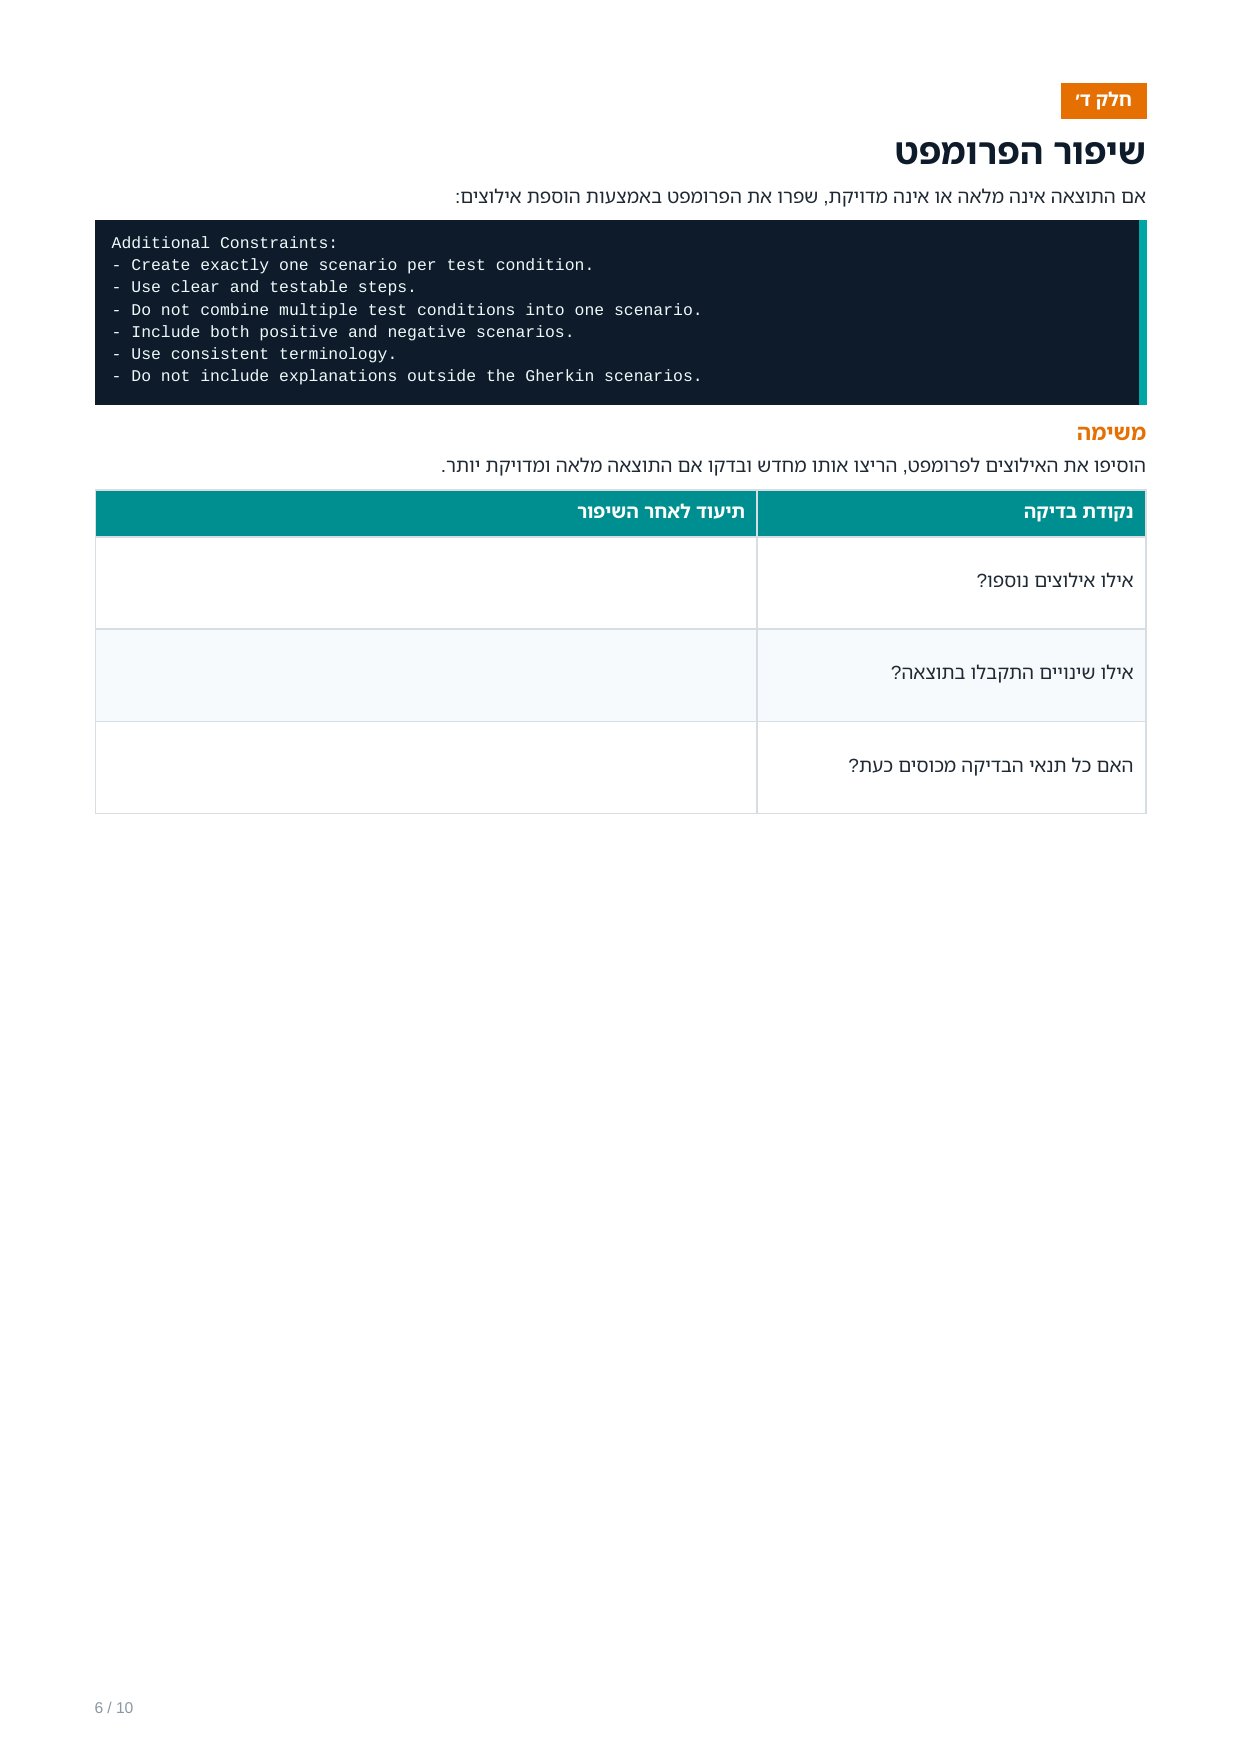 חלק ד׳
שיפור הפרומפט
אם התוצאה אינה מלאה או אינה מדויקת, שפרו את הפרומפט באמצעות הוספת אילוצים:
Additional Constraints:
- Create exactly one scenario per test condition.
- Use clear and testable steps.
- Do not combine multiple test conditions into one scenario.
- Include both positive and negative scenarios.
- Use consistent terminology.
- Do not include explanations outside the Gherkin scenarios.
משימה
הוסיפו את האילוצים לפרומפט, הריצו אותו מחדש ובדקו אם התוצאה מלאה ומדויקת יותר.
נקודת בדיקה
תיעוד לאחר השיפור
אילו אילוצים נוספו?
אילו שינויים התקבלו בתוצאה?
האם כל תנאי הבדיקה מכוסים כעת?
6 / 10